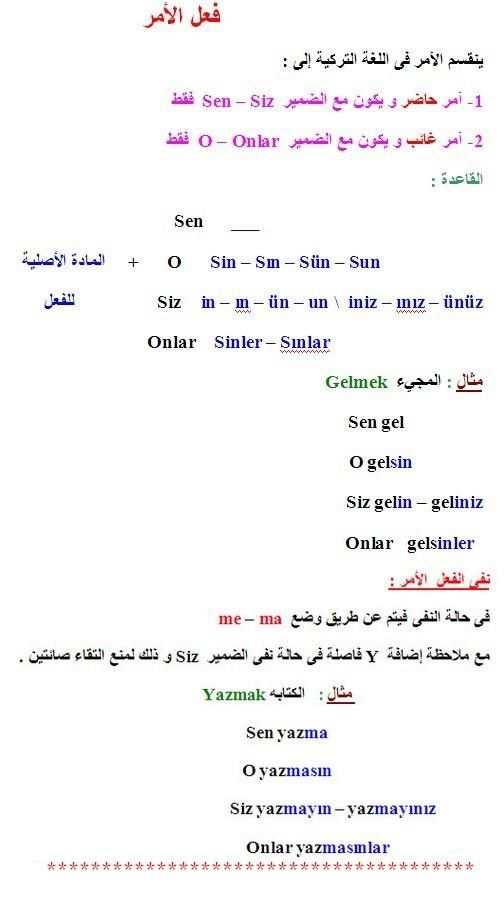 فعل الأمر
ينقسم الأمر فى اللغة التركية إلى :
1- أمر حاضر و يكون مع الضمير Sen – Siz فقط
2- أمر غائب و يكون مع الضمير O – Onlar فقط
القاعدة :
Sen ___
المادة الأصلية + O Sin – Sın – Sün – Sun
للفعل Siz in – ın – ün – un \ iniz – ınız – ünüz
Onlar Sinler – Sınlar
مثال : المجيء Gelmek
Sen gel
O gelsin
Siz gelin – geliniz
Onlar gelsinler
نفى الفعل الأمر :
فى حالة النفى فيتم عن طريق وضع me – ma
مع ملاحظة إضافة Y فاصلة فى حالة نفى الضمير Siz و ذلك لمنع التقاء صائتين .
مثال : الكتابه Yazmak
Sen yazma
O yazmasın
Siz yazmayın – yazmayınız
Onlar yazmasınlar
***************************************